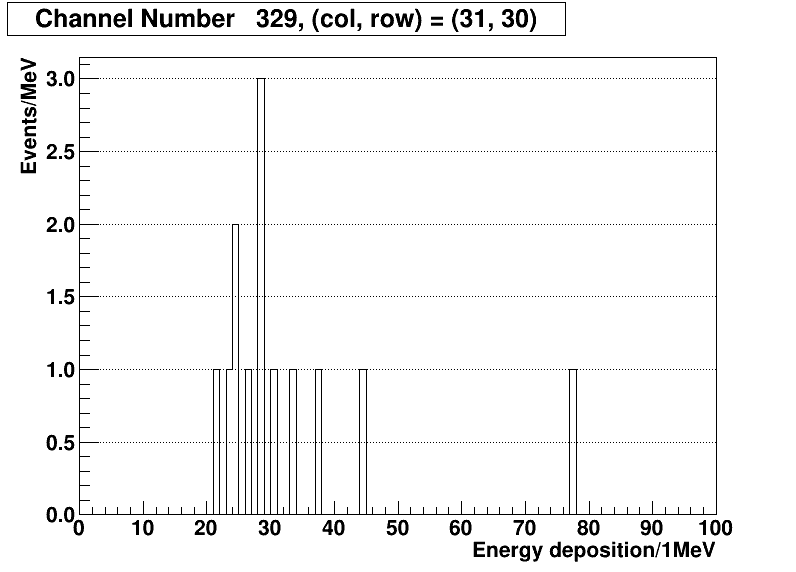 Channel Number 329, (col, row) = (31, 30)
Events/MeV
3.0
2.5
2.0
1.5
1.0
0.5
0.0
0 10 20 30 40 50 60 70 80 90 100
Energy deposition/1MeV